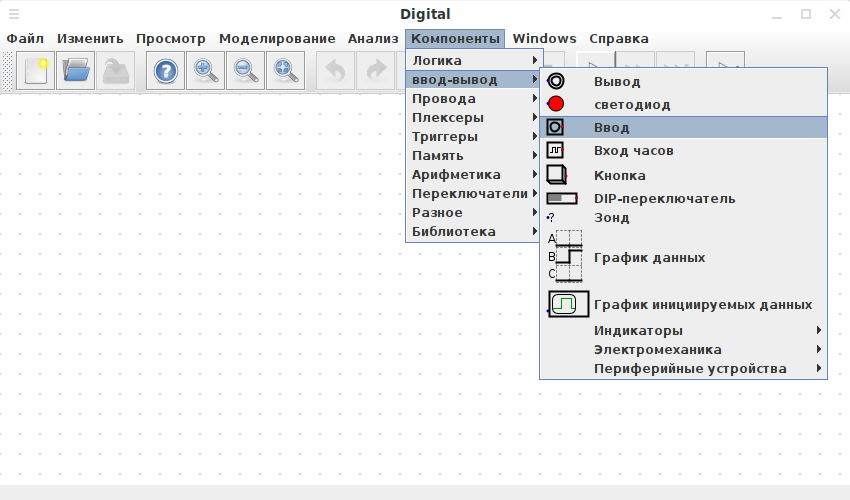 Digital
Файл Изменить Просмотр Моделирование Анализ Компоненты Windows Справка
Логика
ввод-вывод
Провода
Плексеры
Триггеры
Память
Арифметика
Переключатели
Разное
Библиотека
Вывод
светодиод
Ввод
Вход часов
Кнопка
DIP-переключатель
?
Зонд
A
B
C
График данных
График инициируемых данных
Индикаторы
Электромеханика
Периферийные устройства